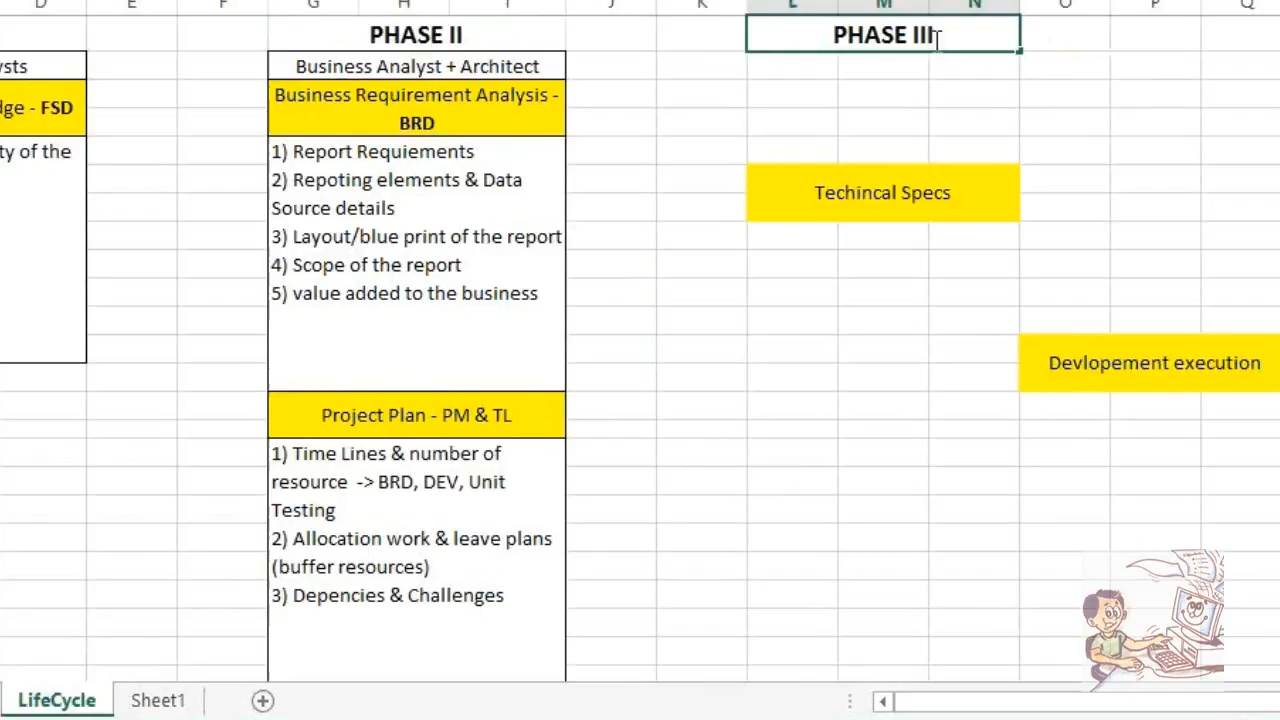 D E F G H I J K L M N O P Q
PHASE II
PHASE III
ysts
Business Analyst + Architect
dge - FSD
Business Requirement Analysis -
BRD
ty of the
1) Report Requiements
2) Repoting elements & Data
Source details
3) Layout/blue print of the report
4) Scope of the report
5) value added to the business
Techincal Specs
Devlopement execution
Project Plan - PM & TL
1) Time Lines & number of
resource -> BRD, DEV, Unit
Testing
2) Allocation work & leave plans
(buffer resources)
3) Depencies & Challenges
LifeCycle
Sheet1